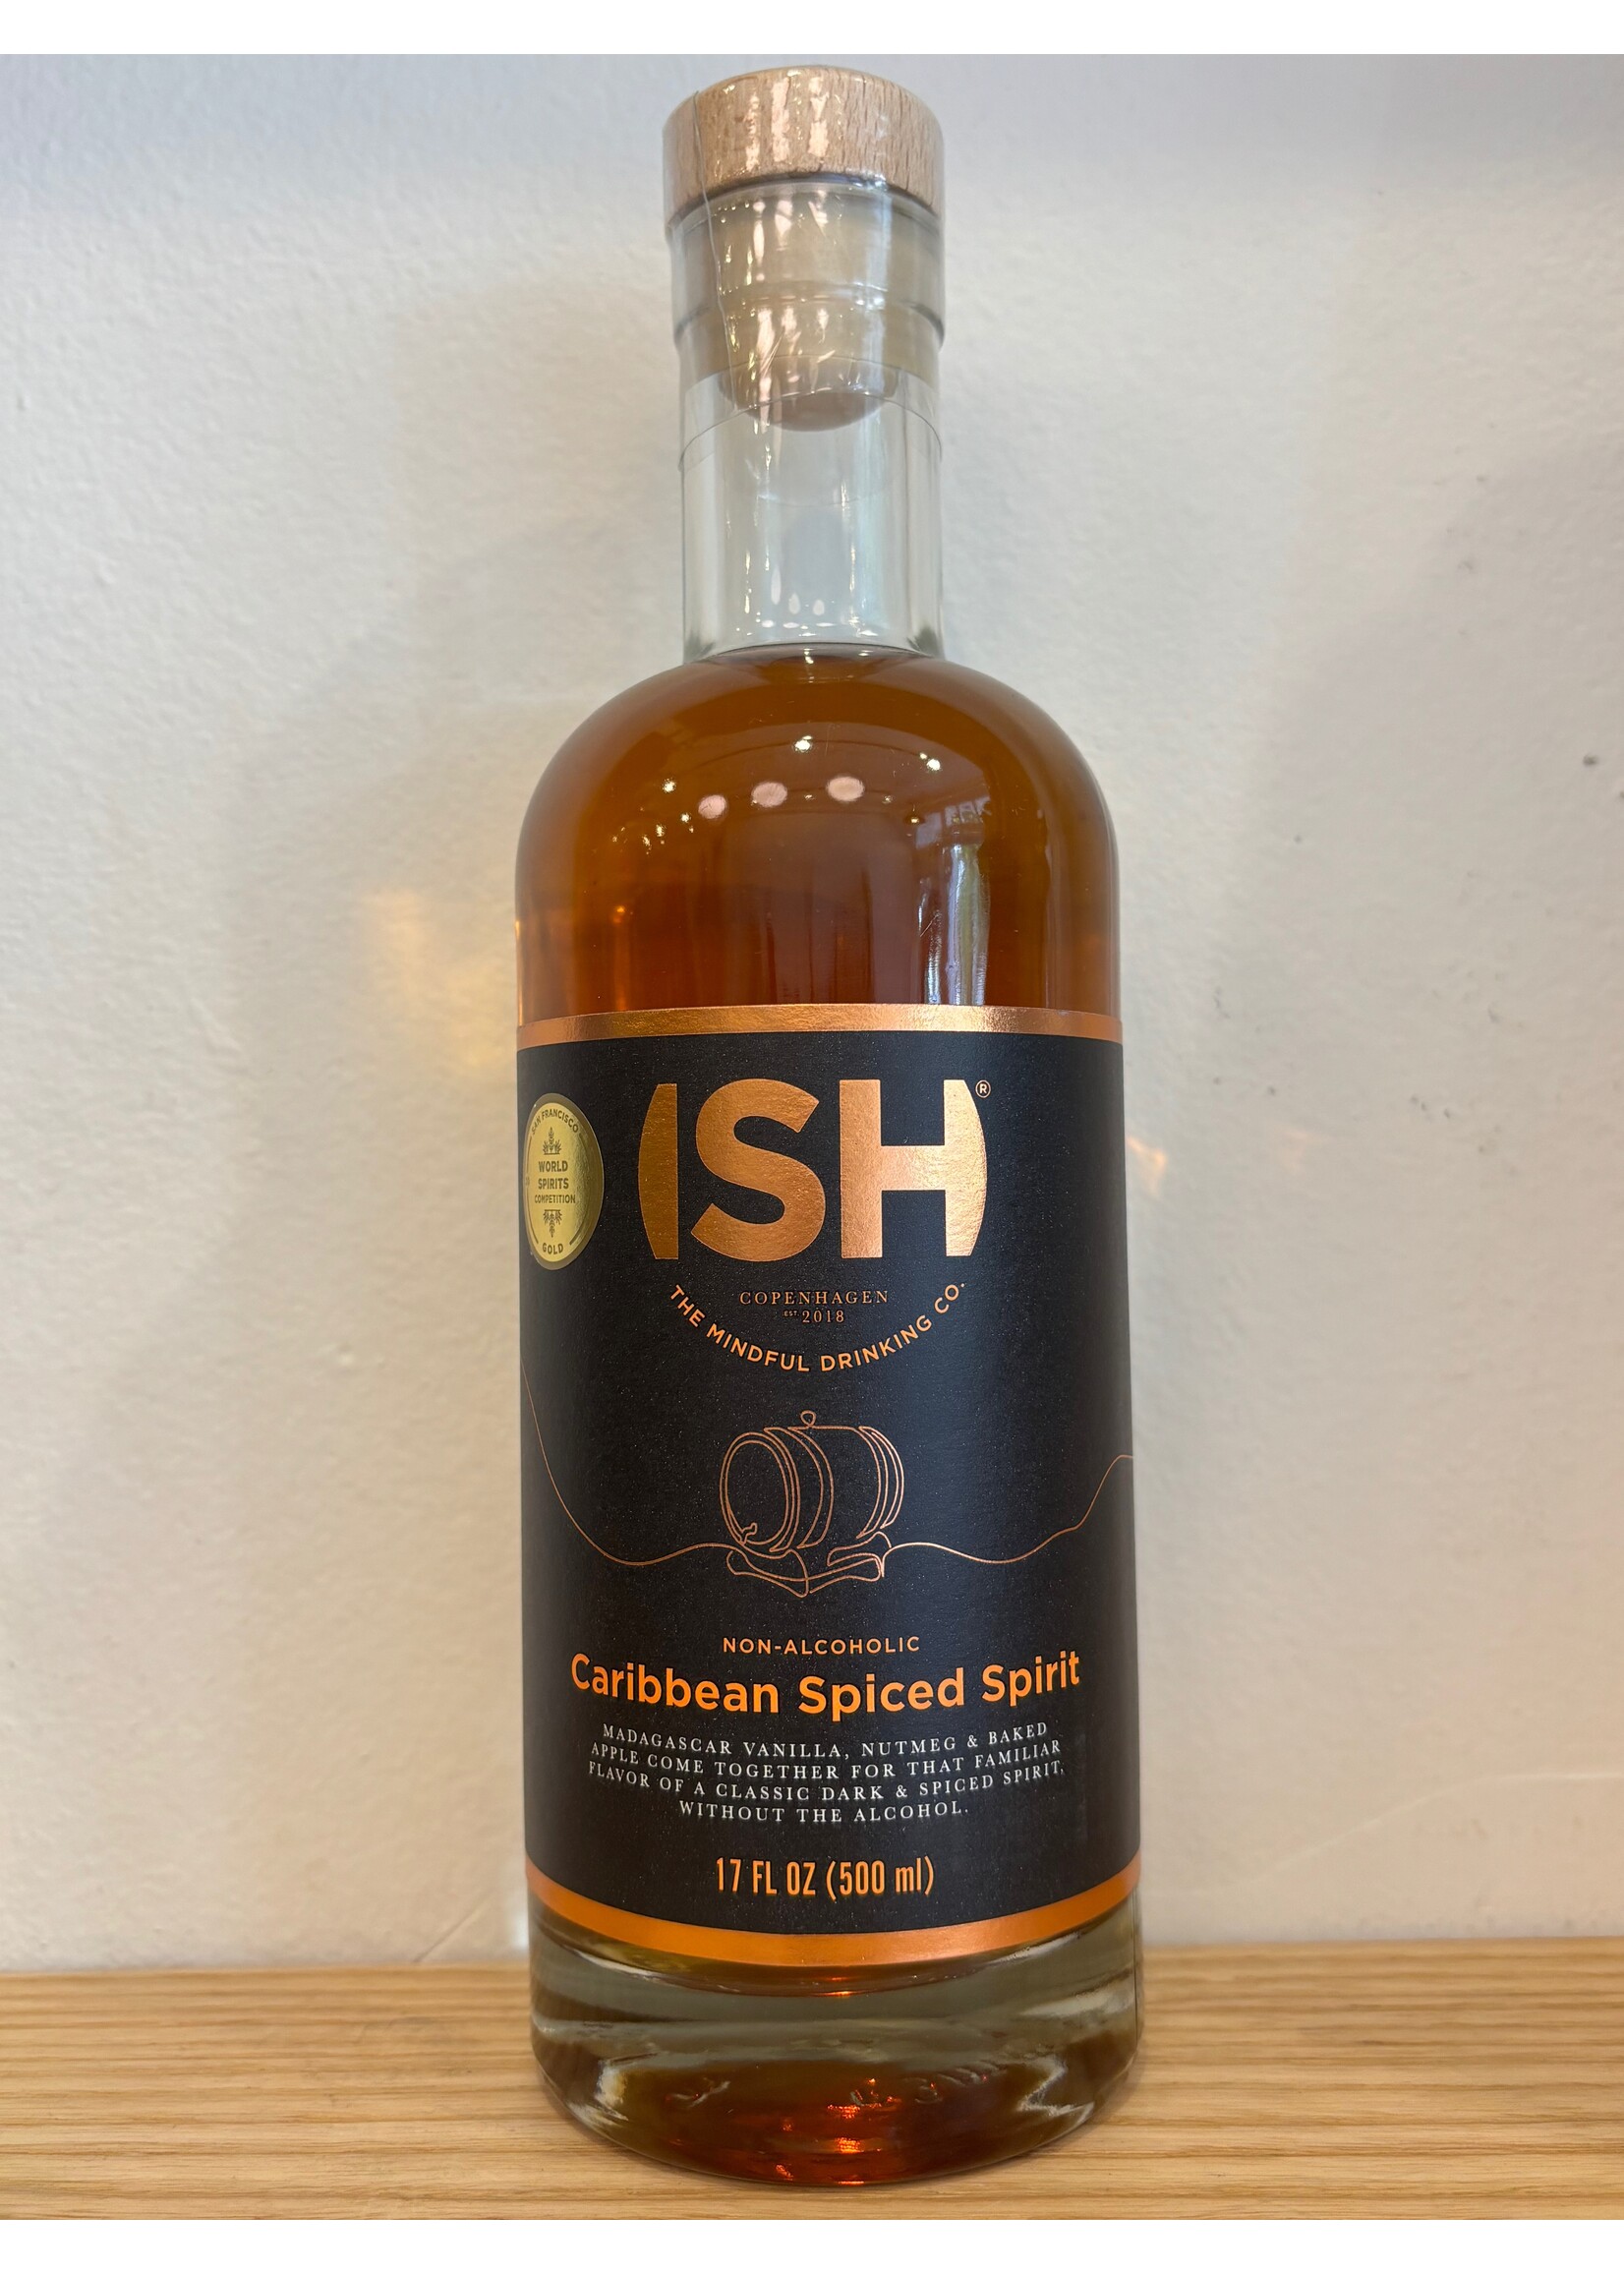 ISH®
COPENHAGEN
EST 2018
THE MINDFUL DRINKING CO.
SAN FRANCISCO
WORLD
SPIRITS
COMPETITION
GOLD
NON-ALCOHOLIC
Caribbean Spiced Spirit
MADAGASCAR VANILLA, NUTMEG & BAKED
APPLE COME TOGETHER FOR THAT FAMILIAR
FLAVOR OF A CLASSIC DARK & SPICED SPIRIT,
WITHOUT THE ALCOHOL.
17 FL OZ (500 ml)